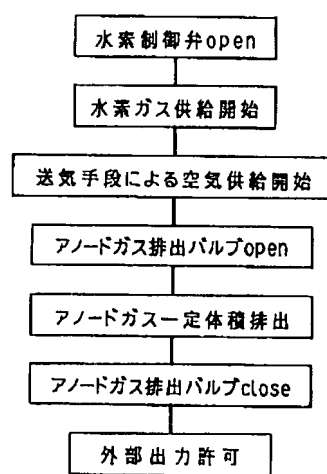 水素制御弁open
水素ガス供給開始
送気手段による空気供給開始
アノードガス排出バルブopen
アノードガス一定体積排出
アノードガス排出バルブclose
外部出力許可